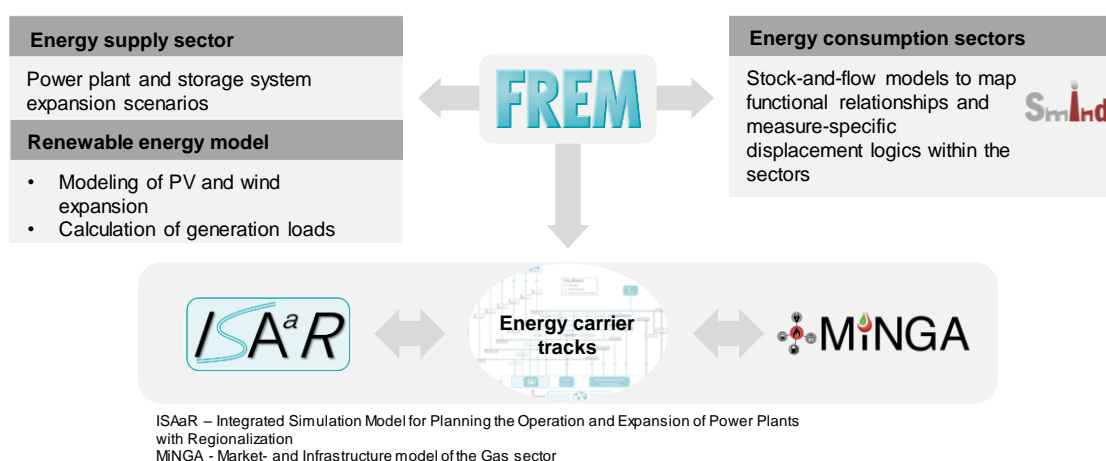 Energy supply sector
Power plant and storage system
expansion scenarios
Renewable energy model
• Modeling of PV and wind
expansion
• Calculation of generation loads
FREM
Energy consumption sectors
Stock-and-flow models to map
functional relationships and
measure-specific
displacement logics within the
sectors
SmInd
ISAaR
Energy carrier
tracks
MiNGA
ISAaR – Integrated Simulation Model for Planning the Operation and Expansion of Power Plants
with Regionalization
MiNGA - Market- and Infrastructure model of the Gas sector